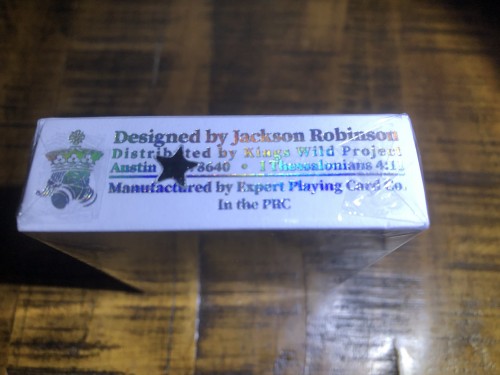 Designed by Jackson Robinson
Distributed by Kings Wild Project
Austin 78640 • 1 Thessalonians 4:11
Manufactured by Expert Playing Card Co.
In the PRC